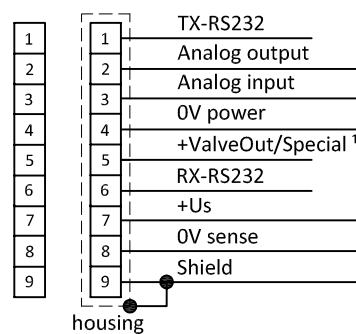 1 1 TX-RS232
2 2 Analog output
3 3 Analog input
4 4 0V power
5 5 +ValveOut/Special ¹
6 6 RX-RS232
7 7 +Us
8 8 0V sense
9 9 Shield
housing